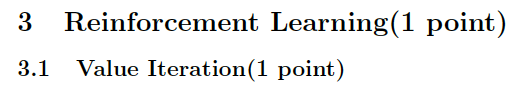 3 Reinforcement Learning(1 point)
3.1 Value Iteration(1 point)